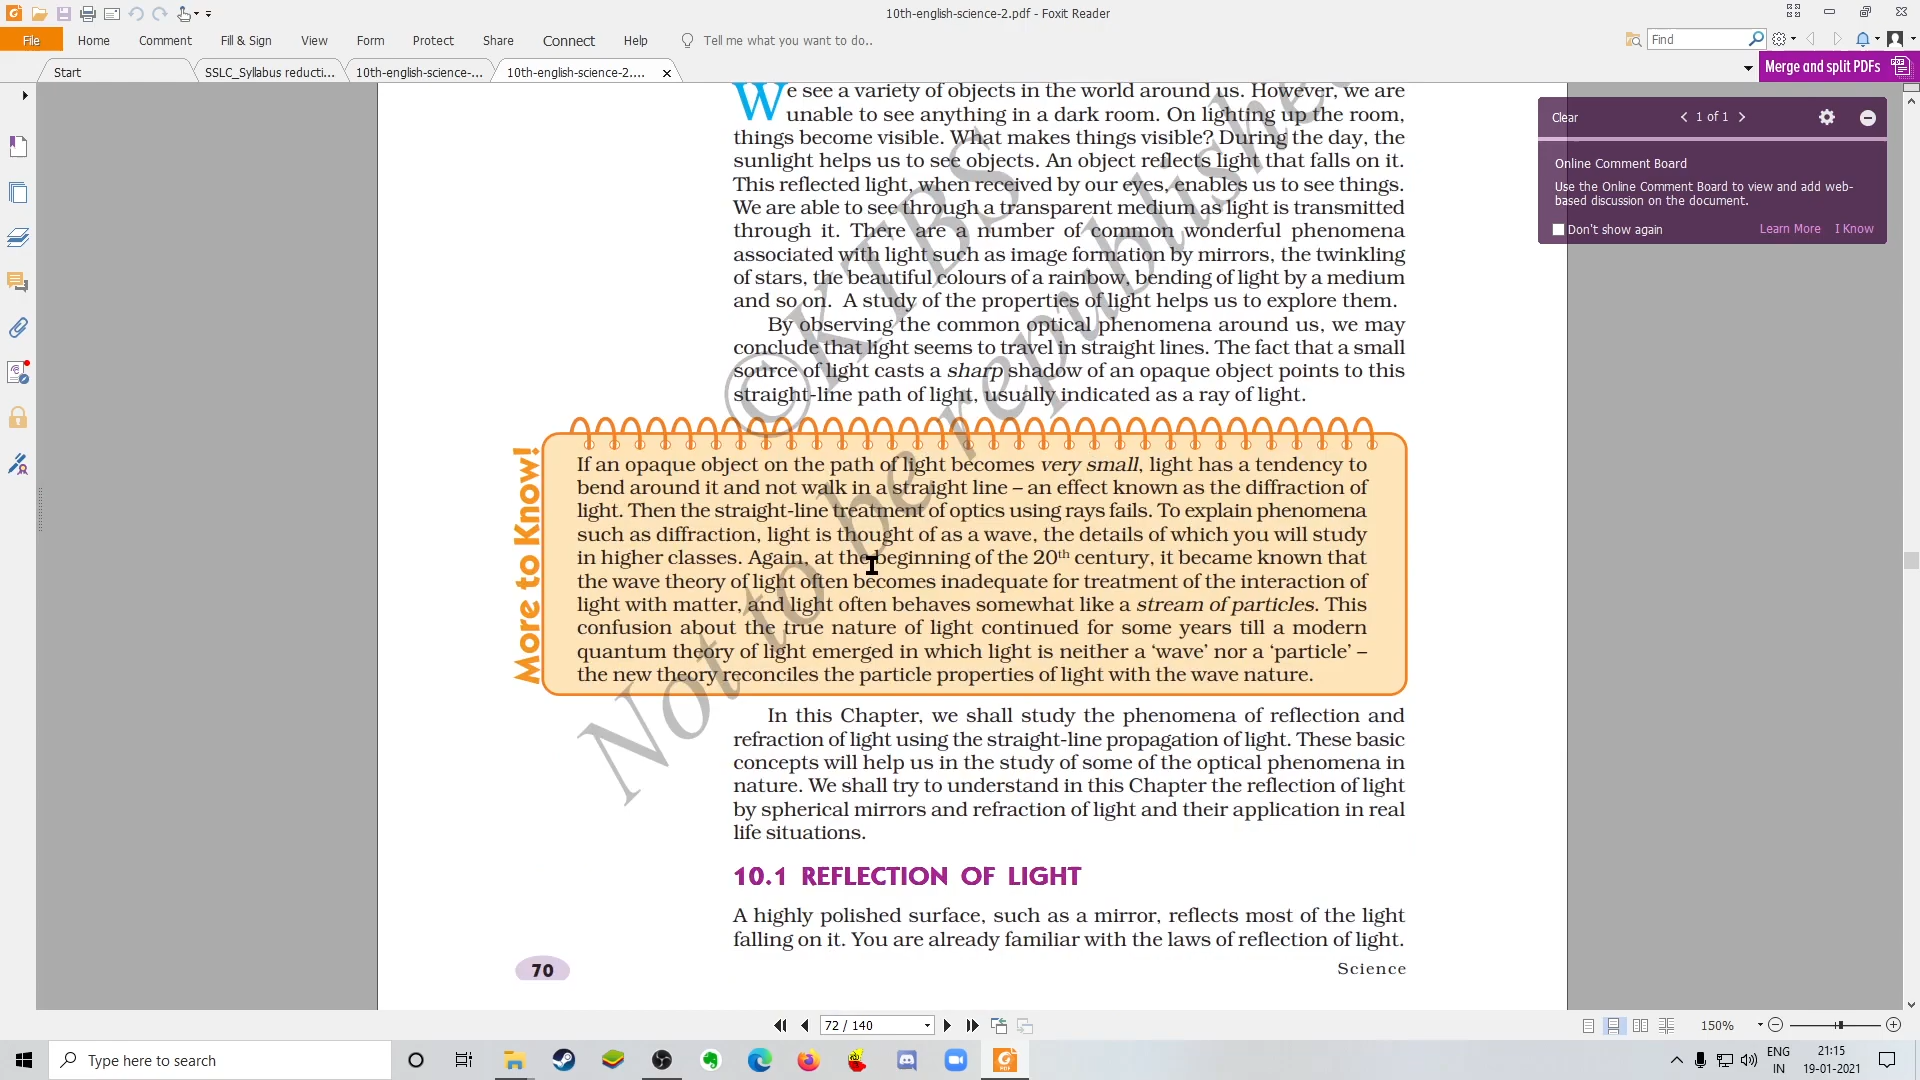 10th-english-science-2.pdf - Foxit Reader
File Home Comment Fill & Sign View Form Protect Share Connect Help Tell me what you want to do.. Find
Start SSLC_Syllabus reducti... 10th-english-science-... 10th-english-science-2.... Merge and split PDFs
We see a variety of objects in the world around us. However, we are
unable to see anything in a dark room. On lighting up the room,
things become visible. What makes things visible? During the day, the
sunlight helps us to see objects. An object reflects light that falls on it.
This reflected light, when received by our eyes, enables us to see things.
We are able to see through a transparent medium as light is transmitted
through it. There are a number of common wonderful phenomena
associated with light such as image formation by mirrors, the twinkling
of stars, the beautiful colours of a rainbow, bending of light by a medium
and so on. A study of the properties of light helps us to explore them.
By observing the common optical phenomena around us, we may
conclude that light seems to travel in straight lines. The fact that a small
source of light casts a sharp shadow of an opaque object points to this
straight-line path of light, usually indicated as a ray of light.
Clear 1 of 1
Online Comment Board
Use the Online Comment Board to view and add web-
based discussion on the document.
Don't show again Learn More I Know
More to Know!
If an opaque object on the path of light becomes very small, light has a tendency to
bend around it and not walk in a straight line – an effect known as the diffraction of
light. Then the straight-line treatment of optics using rays fails. To explain phenomena
such as diffraction, light is thought of as a wave, the details of which you will study
in higher classes. Again, at the beginning of the 20th century, it became known that
the wave theory of light often becomes inadequate for treatment of the interaction of
light with matter, and light often behaves somewhat like a stream of particles. This
confusion about the true nature of light continued for some years till a modern
quantum theory of light emerged in which light is neither a ‘wave’ nor a ‘particle’ –
the new theory reconciles the particle properties of light with the wave nature.
In this Chapter, we shall study the phenomena of reflection and
refraction of light using the straight-line propagation of light. These basic
concepts will help us in the study of some of the optical phenomena in
nature. We shall try to understand in this Chapter the reflection of light
by spherical mirrors and refraction of light and their application in real
life situations.
10.1 REFLECTION OF LIGHT
A highly polished surface, such as a mirror, reflects most of the light
falling on it. You are already familiar with the laws of reflection of light.
70 Science
©KTBS
Not to be republished
72 / 140 150%
Type here to search ENG IN 21:15 19-01-2021